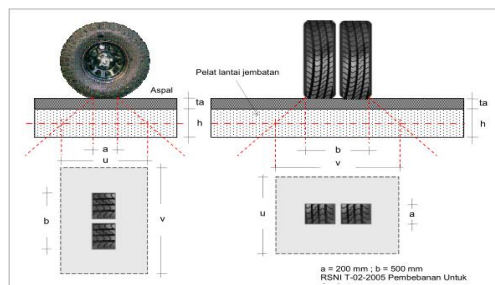 Aspal
Pelat lantai jembatan
ta
h
a
u
b
v
ta
h
b
v
u
a
a = 200 mm ; b = 500 mm
RSNI T-02-2005 Pembebanan Untuk